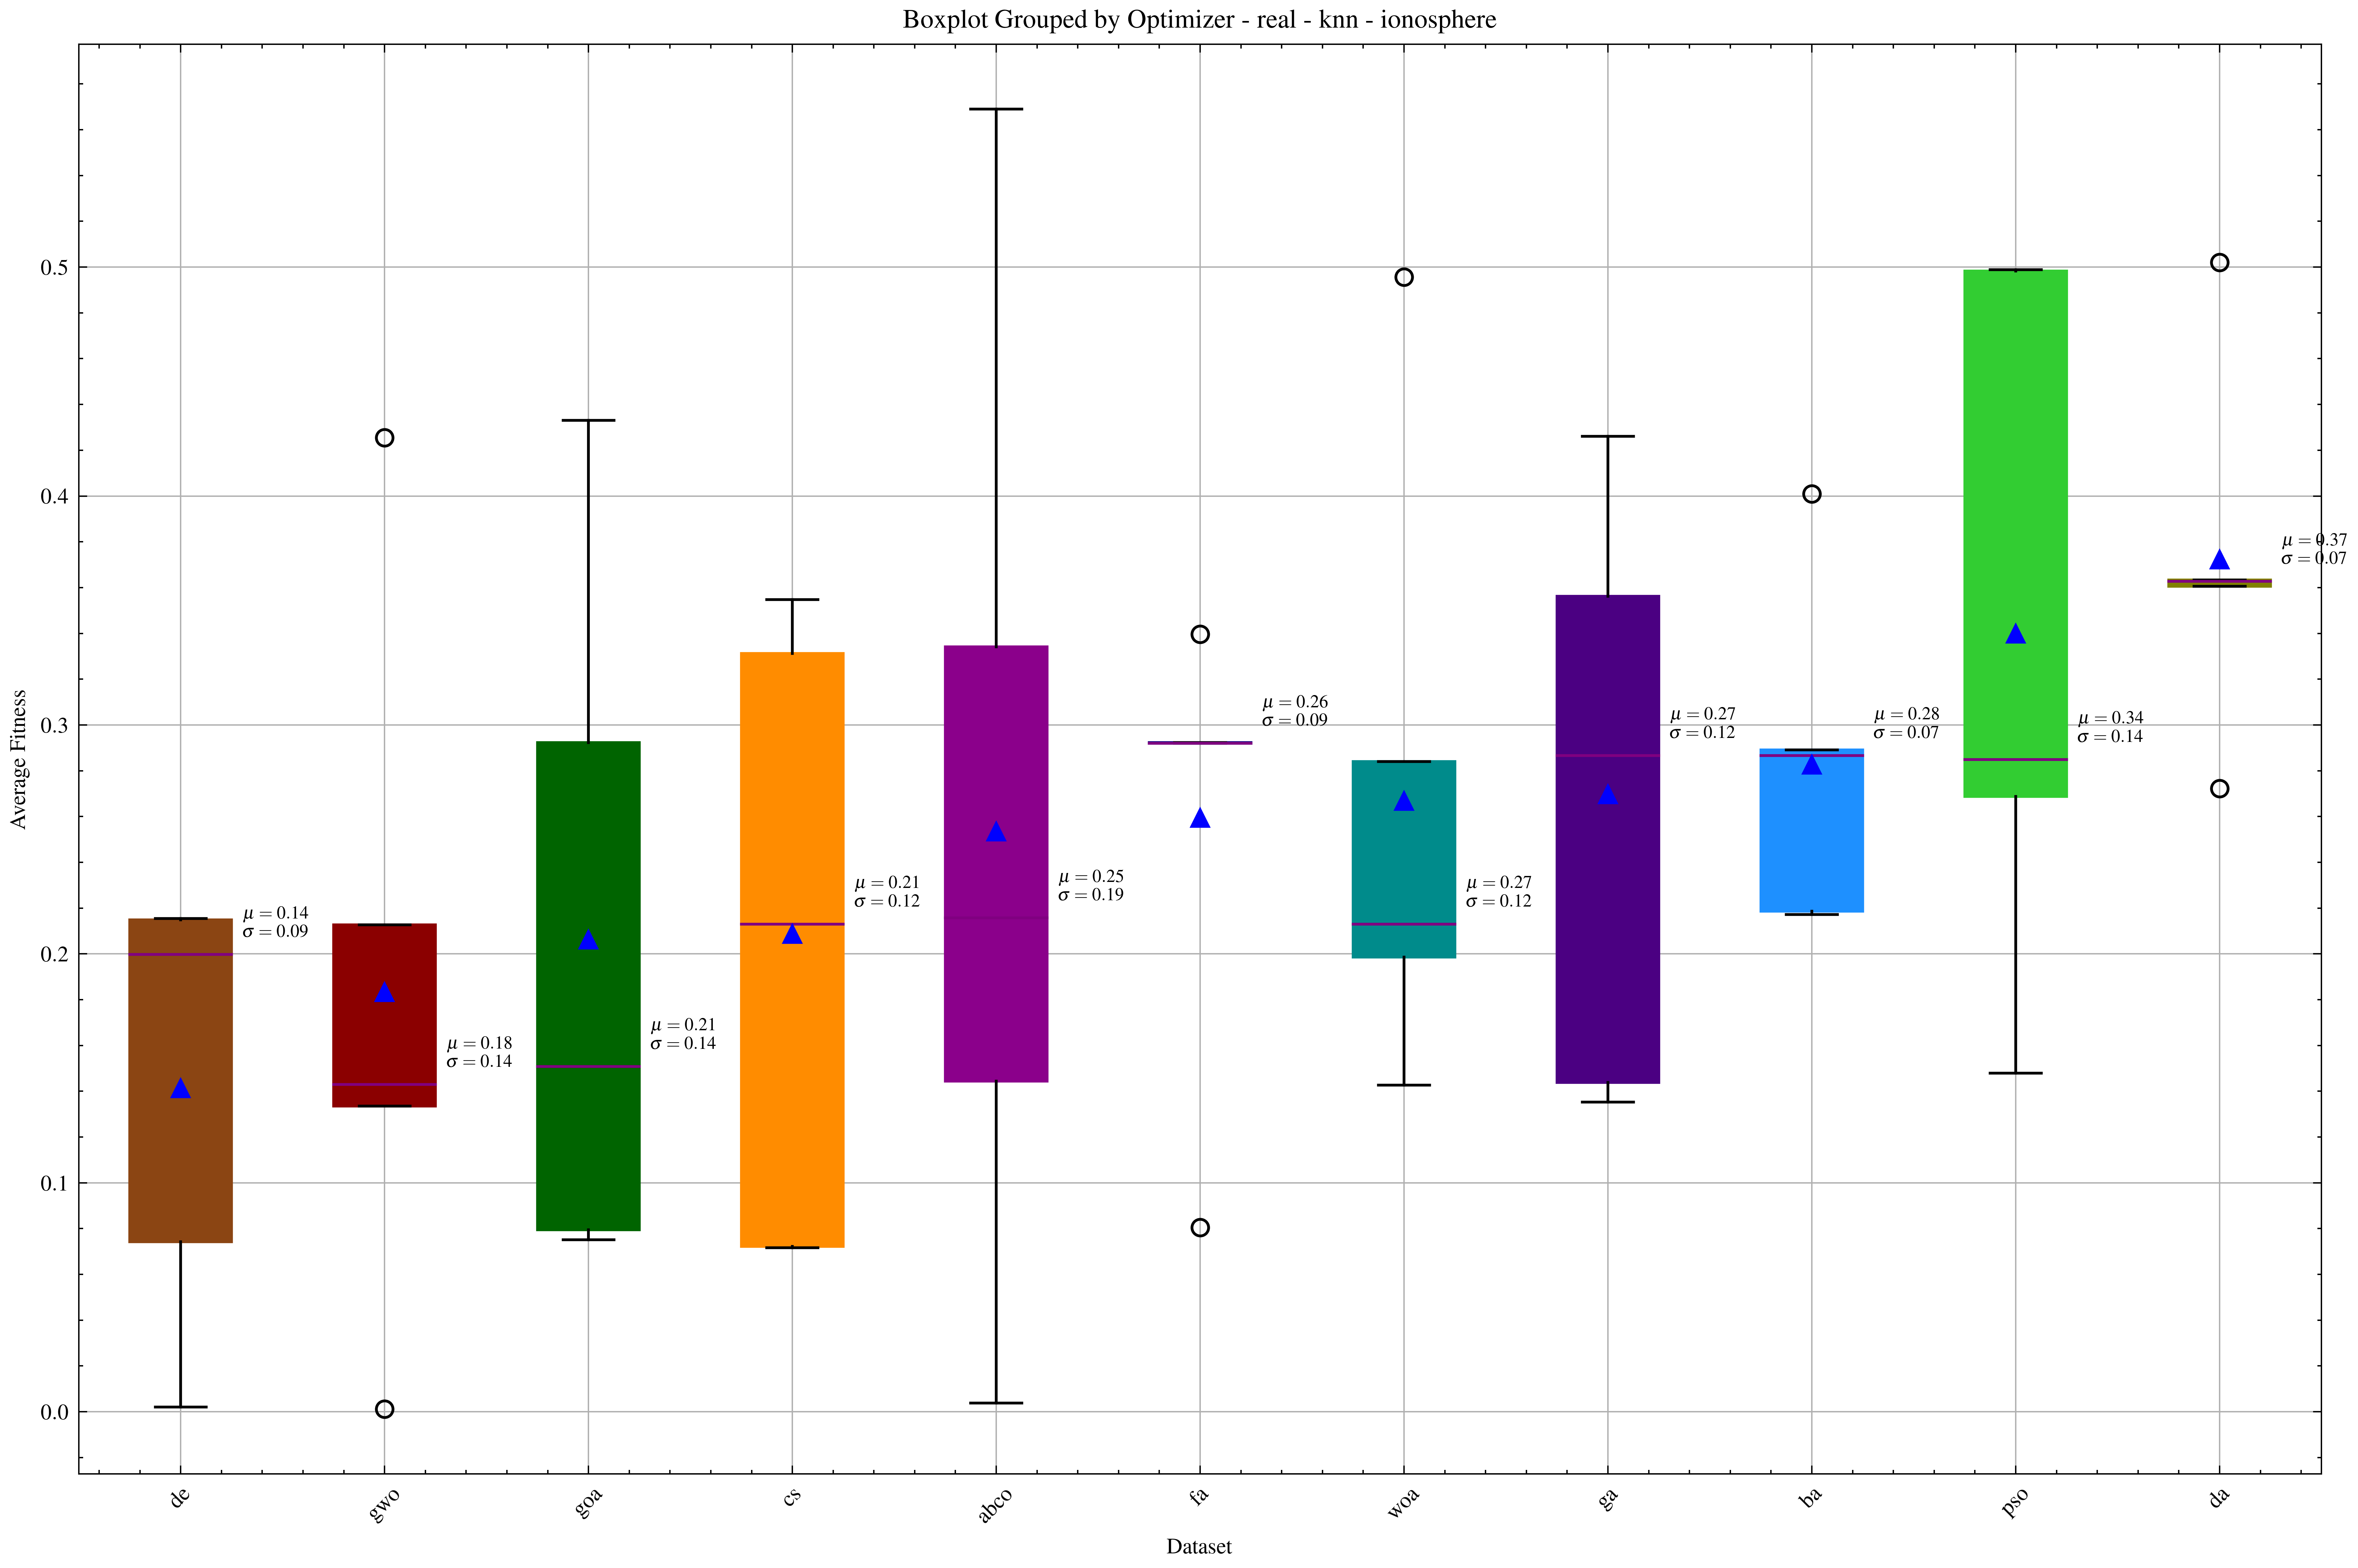 Boxplot Grouped by Optimizer - real - knn - ionosphere
Average Fitness
0.5
0.4
0.3
0.2
0.1
0.0
μ = 0.14
σ = 0.09
μ = 0.18
σ = 0.14
μ = 0.21
σ = 0.14
μ = 0.21
σ = 0.12
μ = 0.25
σ = 0.19
μ = 0.26
σ = 0.09
μ = 0.27
σ = 0.12
μ = 0.27
σ = 0.12
μ = 0.28
σ = 0.07
μ = 0.34
σ = 0.14
μ = 0.37
σ = 0.07
de
gwo
goa
cs
abco
fa
woa
ga
ba
pso
da
Dataset